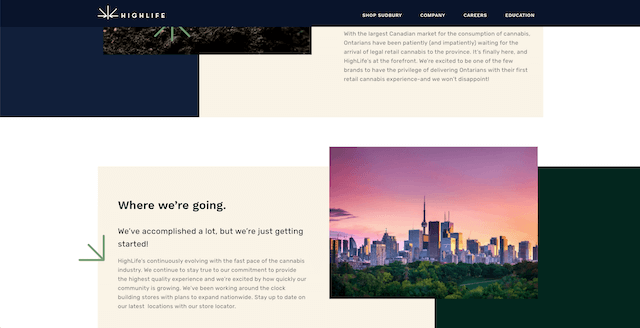 HIGHLIFE
SHOP SUDBURY COMPANY CAREERS EDUCATION
With the largest Canadian market for the consumption of cannabis,
Ontarians have been patiently (and impatiently) waiting for the
arrival of legal retail cannabis to the province. It's finally here, and
HighLife's at the forefront. We're excited to be one of the few
brands to have the privilege of delivering Ontarians with their first
retail cannabis experience–and we won't disappoint!
Where we're going.
We've accomplished a lot, but we're just getting
started!
HighLife's continuously evolving with the fast pace of the cannabis
industry. We continue to stay true to our commitment to provide
the highest quality experience and we're excited by how quickly our
community is growing. We've been working around the clock
building stores with plans to expand nationwide. Stay up to date on
our latest locations with our store locator.